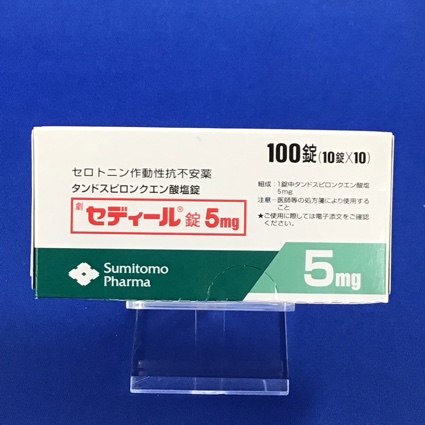 100錠(10錠×10)
セロトニン作動性抗不安薬
タンドスピロンクエン酸塩錠
劇 セディール®錠5mg
組成：1錠中タンドスピロンクエン酸塩
5mg
注意－医師等の処方箋により使用する
こと
★ご使用に際しては電子添文をご確認
ください。
Sumitomo
Pharma
5mg